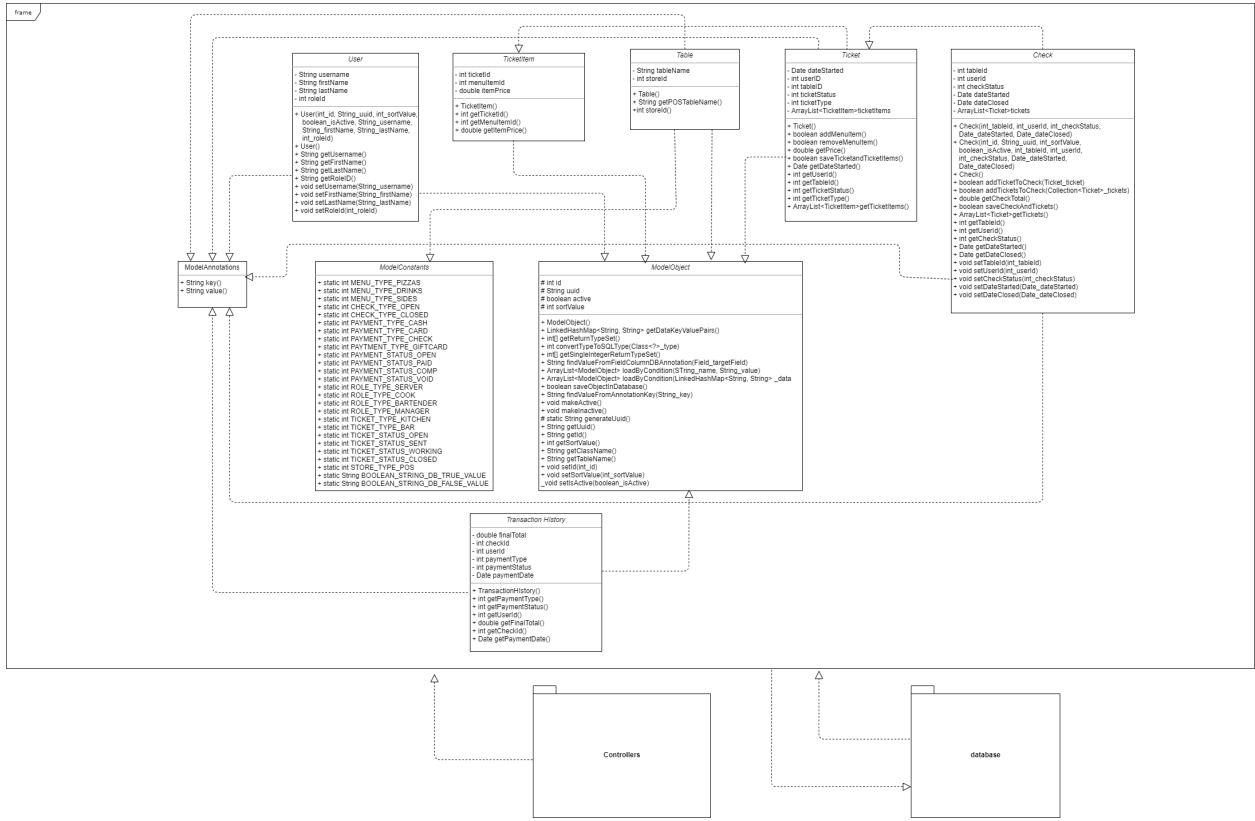 frame
User
- String username
- String firstName
- String lastName
- int roleId
+ User(int_id, String_uuid, int_sortValue,
boolean_isActive, String_username,
String_firstName, String_lastName,
int_roleId)
+ User()
+ String getUsername()
+ String getFirstName()
+ String getLastName()
+ String getRoleID()
+ void setUsername(String_username)
+ void setFirstName(String_firstName)
+ void setLastName(String_lastName)
+ void setRoleId(int_roleId)
TicketItem
- int ticketId
- int menuItemId
- double itemPrice
+ TicketItem()
+ int getTicketId()
+ int getMenuItemId()
+ double getItemPrice()
Table
- String tableName
- int storeId
+ Table()
+ String getPOSTableName()
+int storeId()
Ticket
- Date dateStarted
- int userID
- int tableID
- int ticketStatus
- int ticketType
- ArrayList<TicketItem>ticketItems
+ Ticket()
+ boolean addMenuItem()
+ boolean removeMenuItem()
+ double getPrice()
+ boolean saveTicketandTicketItems()
+ Date getDateStarted()
+ int getUserId()
+ int getTableId()
+ int getTicketStatus()
+ int getTicketType()
+ ArrayList<TicketItem>getTicketItems()
Check
- int tableId
- int userId
- int checkStatus
- Date dateStarted
- Date dateClosed
- ArrayList<Ticket>tickets
+ Check(int_tableId, int_userId, int_checkStatus,
Date_dateStarted, Date_dateClosed)
+ Check(int_id, String_uuid, int_sortValue,
boolean_isActive, int_tableId, int_userId,
int_checkStatus, Date_dateStarted,
Date_dateClosed)
+ Check()
+ boolean addTicketToCheck(Ticket_ticket)
+ boolean addTicketsToCheck(Collection<Ticket>_tickets)
+ double getCheckTotal()
+ boolean saveCheckAndTickets()
+ ArrayList<Ticket>getTickets()
+ int getTableId()
+ int getUserId()
+ int getCheckStatus()
+ Date getDateStarted()
+ Date getDateClosed()
+ void setTableId(int_tableId)
+ void setUserId(int_userId)
+ void setCheckStatus(int_checkStatus)
+ void setDateStarted(Date_dateStarted)
+ void setDateClosed(Date_dateClosed)
ModelAnnotations
+ String key()
+ String value()
ModelConstants
+ static int MENU_TYPE_PIZZAS
+ static int MENU_TYPE_DRINKS
+ static int MENU_TYPE_SIDES
+ static int CHECK_TYPE_OPEN
+ static int CHECK_TYPE_CLOSED
+ static int PAYMENT_TYPE_CASH
+ static int PAYMENT_TYPE_CARD
+ static int PAYMENT_TYPE_CHECK
+ static int PAYTMENT_TYPE_GIFTCARD
+ static int PAYMENT_STATUS_OPEN
+ static int PAYMENT_STATUS_PAID
+ static int PAYMENT_STATUS_COMP
+ static int PAYMENT_STATUS_VOID
+ static int ROLE_TYPE_SERVER
+ static int ROLE_TYPE_COOK
+ static int ROLE_TYPE_BARTENDER
+ static int ROLE_TYPE_MANAGER
+ static int TICKET_TYPE_KITCHEN
+ static int TICKET_TYPE_BAR
+ static int TICKET_STATUS_OPEN
+ static int TICKET_STATUS_SENT
+ static int TICKET_STATUS_WORKING
+ static int TICKET_STATUS_CLOSED
+ static int STORE_TYPE_POS
+ static String BOOLEAN_STRING_DB_TRUE_VALUE
+ static String BOOLEAN_STRING_DB_FALSE_VALUE
ModelObject
# int id
# String uuid
# boolean active
# int sortValue
+ ModelObject()
+ LinkedHashMap<String, String> getDataKeyValuePairs()
+ int[] getReturnTypeSet()
+ int convertTypeToSQLType(Class<?>_type)
+ int[] getSingleIntegerReturnTypeSet()
+ String findValueFromFieldColumnDBAnnotation(Field_targetField)
+ ArrayList<ModelObject> loadByCondition(STring_name, String_value)
+ ArrayList<ModelObject> loadByCondition(LinkedHashMap<String, String> _data
+ boolean saveObjectInDatabase()
+ String findValueFromAnnotationKey(String_key)
+ void makeActive()
+ void makeInactive()
# static String generateUuid()
+ String getUuid()
+ String getId()
+ int getSortValue()
+ String getClassName()
+ String getTableName()
+ void setId(int_id)
+ void setSortValue(int_sortValue)
_void setIsActive(boolean_isActive)
Transaction History
- double finalTotal
- int checkId
- int userId
- int paymentType
- int paymentStatus
- Date paymentDate
+ TransactionHistory()
+ int getPaymentType()
+ int getPaymentStatus()
+ int getUserId()
+ double getFinalTotal()
+ int getCheckId()
+ Date getPaymentDate()
Controllers
database